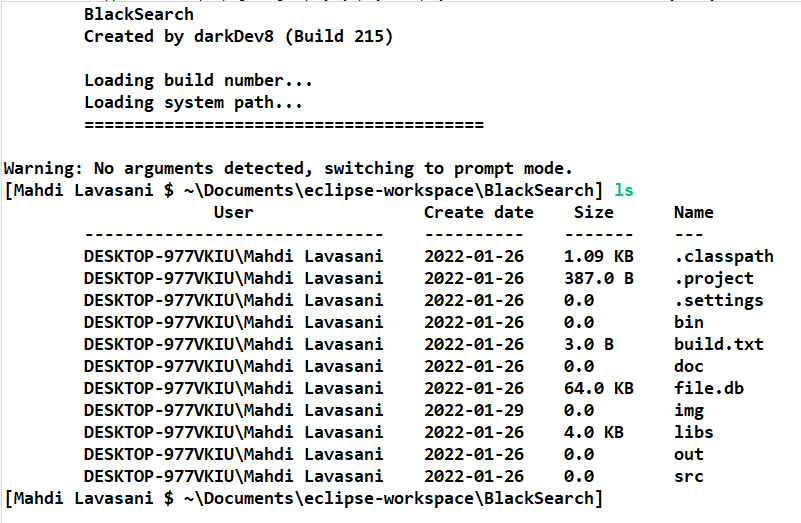 BlackSearch
Created by darkDev8 (Build 215)
Loading build number...
Loading system path...
========================================
Warning: No arguments detected, switching to prompt mode.
[Mahdi Lavasani $ ~\Documents\eclipse-workspace\BlackSearch] ls
User Create date Size Name
------------------------------ ---------- ------- ---
DESKTOP-977VKIU\Mahdi Lavasani 2022-01-26 1.09 KB .classpath
DESKTOP-977VKIU\Mahdi Lavasani 2022-01-26 387.0 B .project
DESKTOP-977VKIU\Mahdi Lavasani 2022-01-26 0.0 .settings
DESKTOP-977VKIU\Mahdi Lavasani 2022-01-26 0.0 bin
DESKTOP-977VKIU\Mahdi Lavasani 2022-01-26 3.0 B build.txt
DESKTOP-977VKIU\Mahdi Lavasani 2022-01-26 0.0 doc
DESKTOP-977VKIU\Mahdi Lavasani 2022-01-26 64.0 KB file.db
DESKTOP-977VKIU\Mahdi Lavasani 2022-01-29 0.0 img
DESKTOP-977VKIU\Mahdi Lavasani 2022-01-26 4.0 KB libs
DESKTOP-977VKIU\Mahdi Lavasani 2022-01-26 0.0 out
DESKTOP-977VKIU\Mahdi Lavasani 2022-01-26 0.0 src
[Mahdi Lavasani $ ~\Documents\eclipse-workspace\BlackSearch]